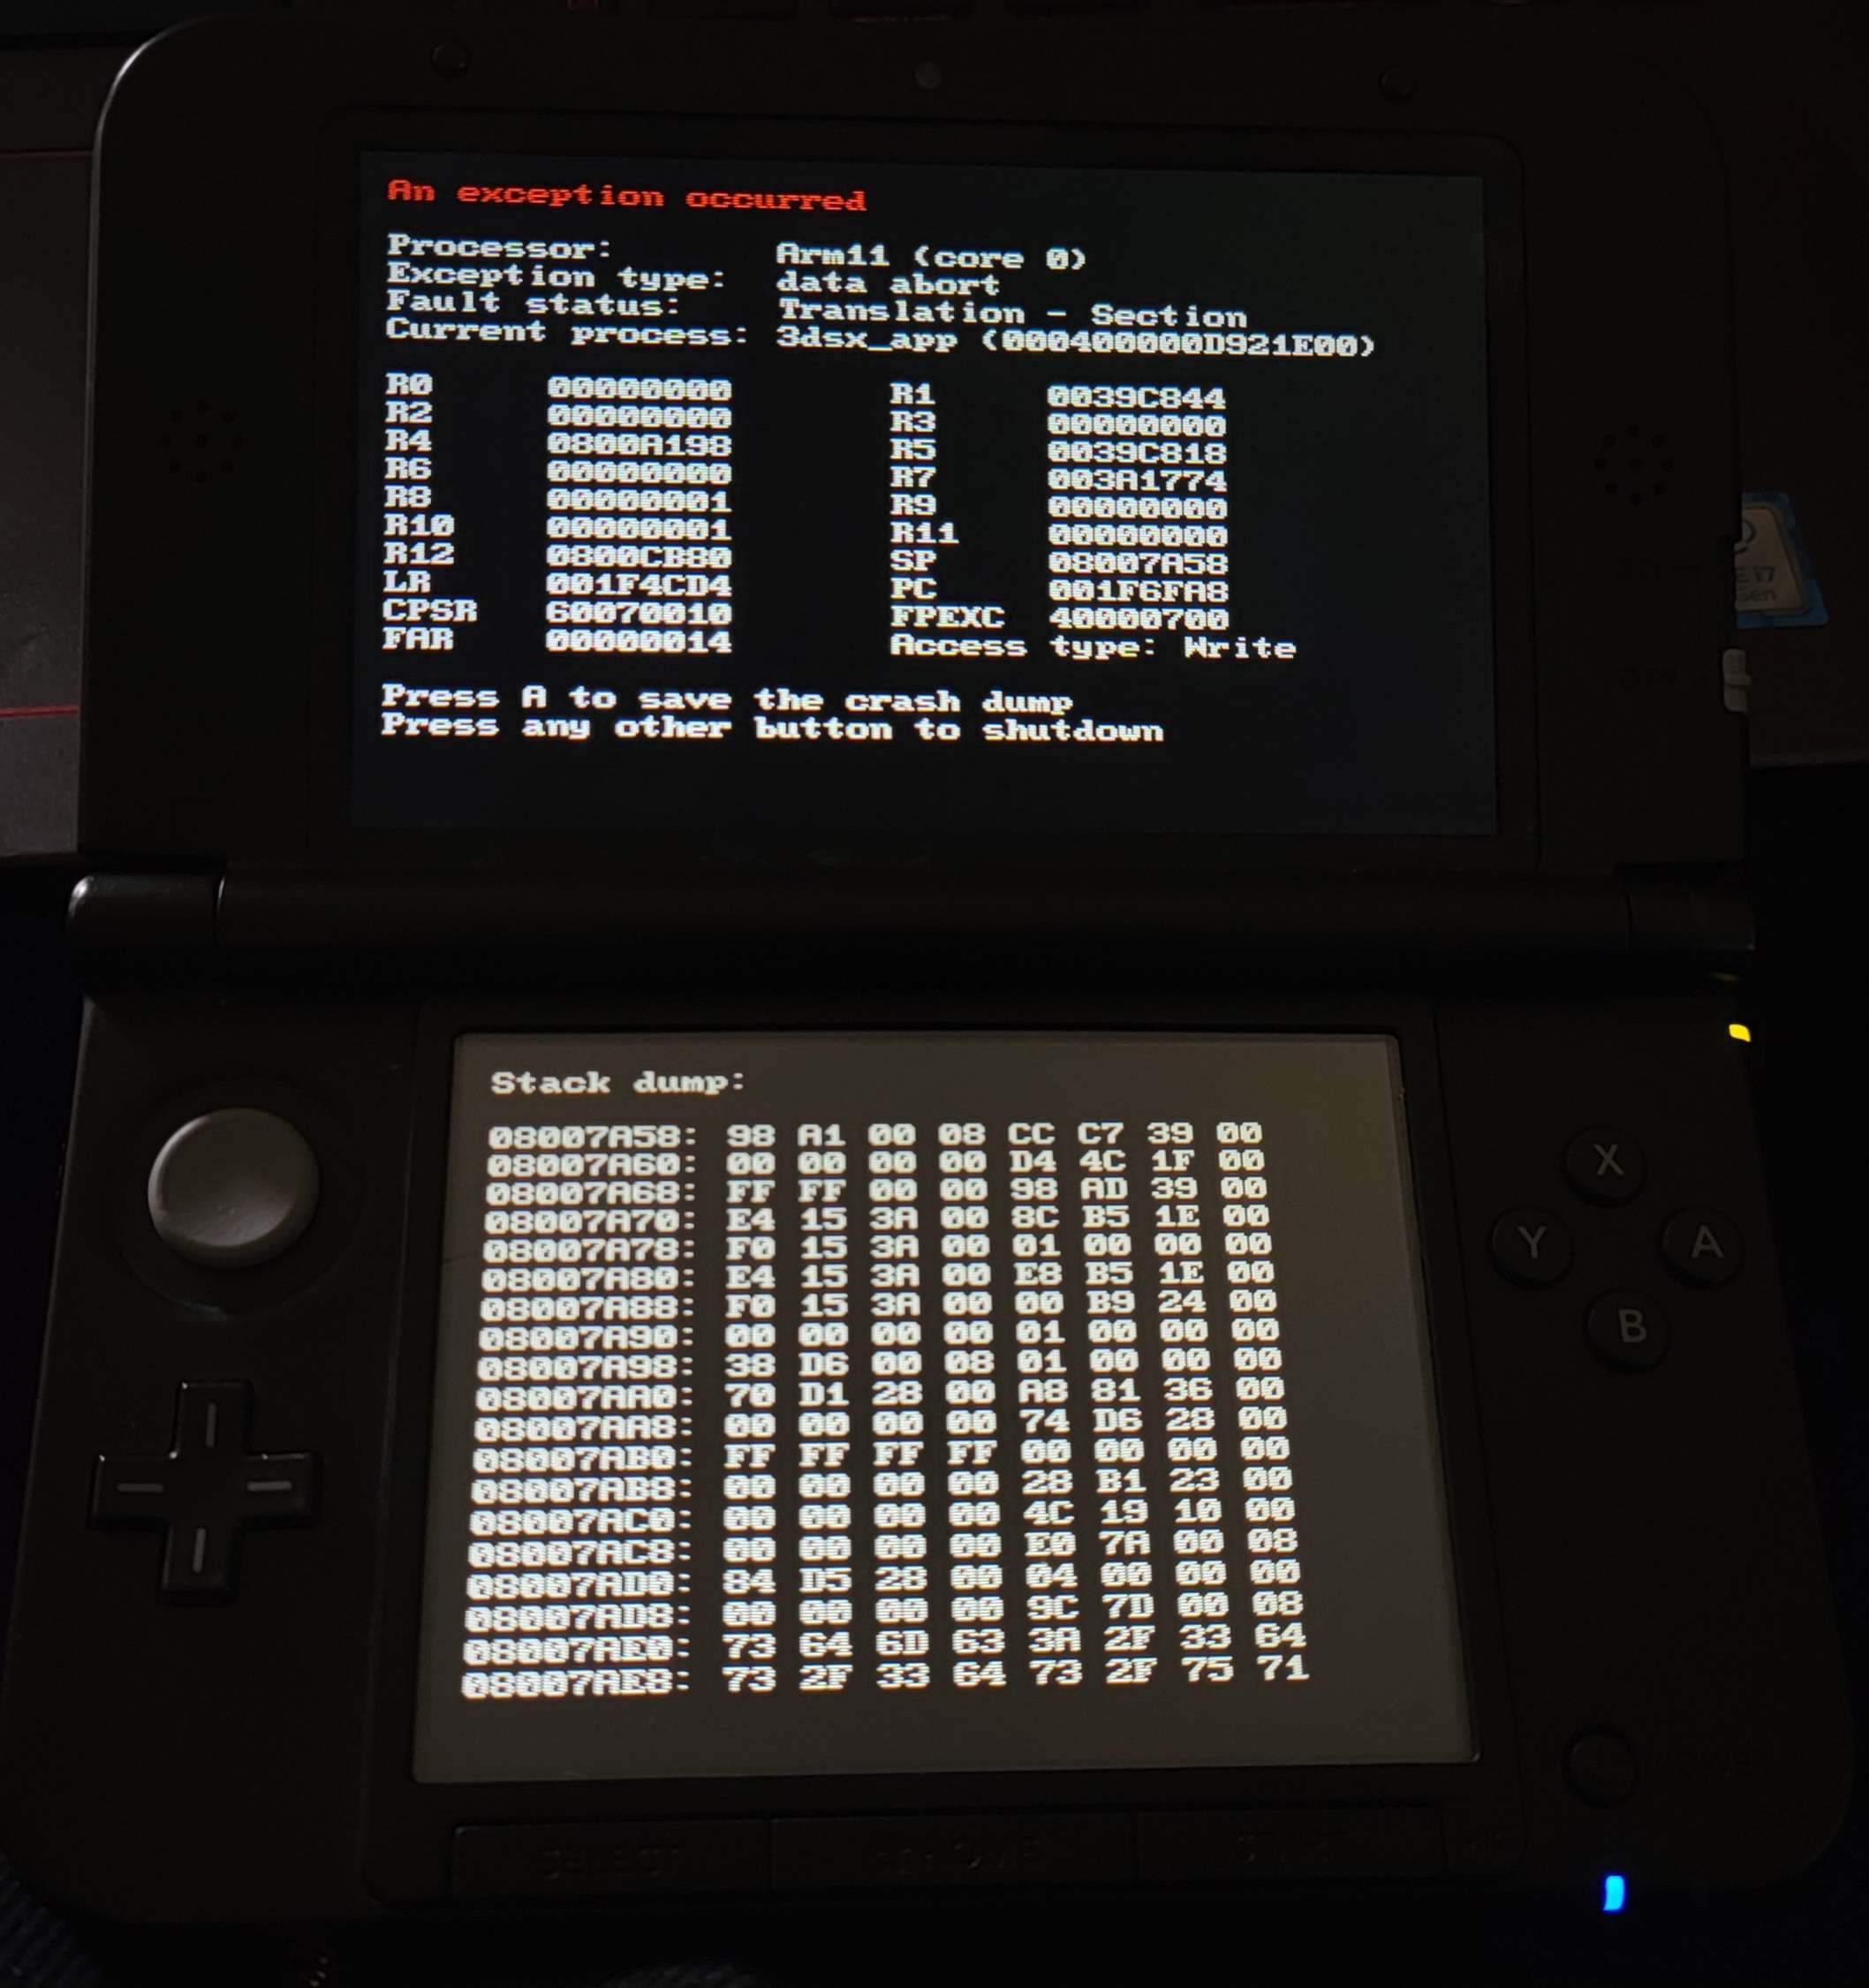 An exception occurred
Processor: Arm11 (core 0)
Exception type: data abort
Fault status: Translation - Section
Current process: 3dsx_app (000400000D921E00)
R0 00000000 R1 0039C844
R2 00000000 R3 00000000
R4 0800A198 R5 0039C818
R6 00000000 R7 003A1774
R8 00000001 R9 00000000
R10 00000001 R11 00000000
R12 0800CB80 SP 08007A58
LR 001F4CD4 PC 001F6FA8
CPSR 60070010 FPEXC 40000700
FAR 00000014 Access type: Write
Press A to save the crash dump
Press any other button to shutdown
Stack dump:
08007A58: 98 A1 00 08 CC C7 39 00
08007A60: 00 00 00 00 D4 4C 1F 00
08007A68: FF FF 00 00 98 AD 39 00
08007A70: E4 15 3A 00 8C B5 1E 00
08007A78: F0 15 3A 00 01 00 00 00
08007A80: E4 15 3A 00 E8 B5 1E 00
08007A88: F0 15 3A 00 00 B9 24 00
08007A90: 00 00 00 00 01 00 00 00
08007A98: 38 D6 00 08 01 00 00 00
08007AA0: 70 D1 28 00 A8 81 36 00
08007AA8: 00 00 00 00 74 D6 28 00
08007AB0: FF FF FF FF 00 00 00 00
08007AB8: 00 00 00 00 28 B1 23 00
08007AC0: 00 00 00 00 4C 19 10 00
08007AC8: 00 00 00 00 E0 7A 00 08
08007AD0: 84 D5 28 00 04 00 00 00
08007AD8: 00 00 00 00 9C 7D 00 08
08007AE0: 73 64 6D 63 3A 2F 33 64
08007AE8: 73 2F 33 64 73 2F 75 71
X
Y
A
B
SELECT
HOME
START